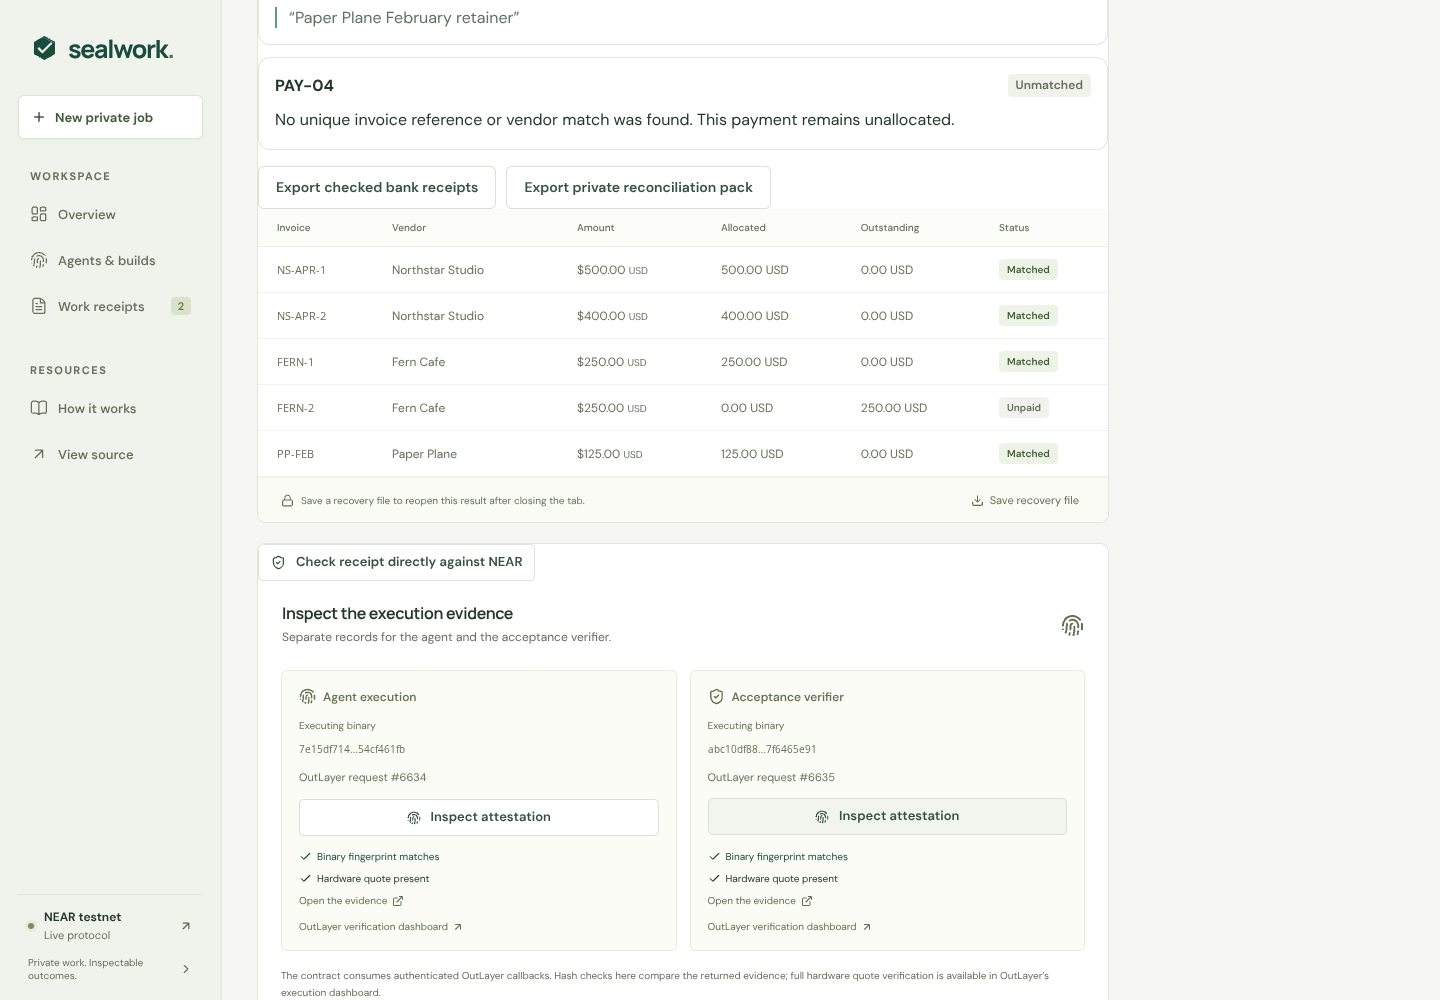 sealwork.
New private job
WORKSPACE
Overview
Agents & builds
Work receipts 2
RESOURCES
How it works
View source
NEAR testnet
Live protocol
Private work. Inspectable
outcomes.
“Paper Plane February retainer”
PAY-04 Unmatched
No unique invoice reference or vendor match was found. This payment remains unallocated.
Export checked bank receipts Export private reconciliation pack
Invoice Vendor Amount Allocated Outstanding Status
NS-APR-1 Northstar Studio $500.00 USD 500.00 USD 0.00 USD Matched
NS-APR-2 Northstar Studio $400.00 USD 400.00 USD 0.00 USD Matched
FERN-1 Fern Cafe $250.00 USD 250.00 USD 0.00 USD Matched
FERN-2 Fern Cafe $250.00 USD 0.00 USD 250.00 USD Unpaid
PP-FEB Paper Plane $125.00 USD 125.00 USD 0.00 USD Matched
Save a recovery file to reopen this result after closing the tab. Save recovery file
Check receipt directly against NEAR
Inspect the execution evidence
Separate records for the agent and the acceptance verifier.
Agent execution
Executing binary
7e15df714...54cf461fb
OutLayer request #6634
Inspect attestation
Binary fingerprint matches
Hardware quote present
Open the evidence
OutLayer verification dashboard
Acceptance verifier
Executing binary
abc10df88...7f6465e91
OutLayer request #6635
Inspect attestation
Binary fingerprint matches
Hardware quote present
Open the evidence
OutLayer verification dashboard
The contract consumes authenticated OutLayer callbacks. Hash checks here compare the returned evidence; full hardware quote verification is available in OutLayer's
execution dashboard.